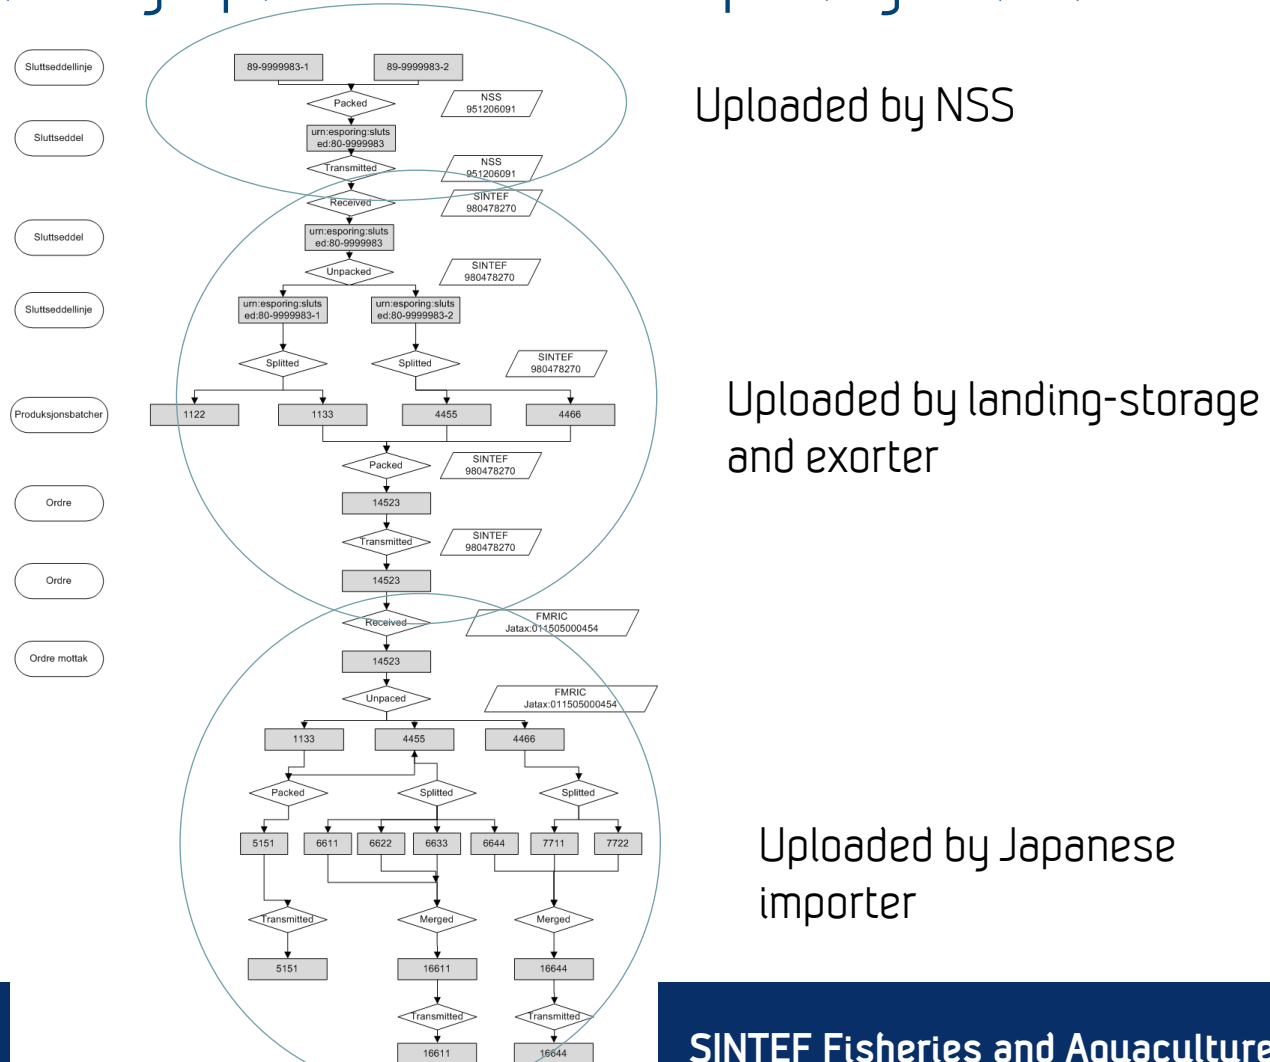 Sluttseddellinje
89-9999983-1
89-9999983-2
Packed
NSS
951206091
Uploaded by NSS
Sluttseddel
urn:esporing:sluts
ed:80-9999983
Transmitted
NSS
951206091
Received
SINTEF
980478270
Sluttseddel
urn:esporing:sluts
ed:80-9999983
Unpacked
SINTEF
980478270
Sluttseddellinje
urn:esporing:sluts
ed:80-9999983-1
urn:esporing:sluts
ed:80-9999983-2
Splitted
Splitted
SINTEF
980478270
Produksjonsbatcher
1122
1133
4455
4466
Uploaded by landing-storage
and exorter
Packed
SINTEF
980478270
Ordre
14523
Transmitted
SINTEF
980478270
Ordre
14523
Received
FMRIC
Jatax:011505000454
Ordre mottak
14523
Unpaced
FMRIC
Jatax:011505000454
1133
4455
4466
Packed
Splitted
Splitted
5151
6611
6622
6633
6644
7711
7722
Uploaded by Japanese
importer
Transmitted
Merged
Merged
5151
16611
16644
Transmitted
Transmitted
16611
16644
SINTEF Fisheries and Aquaculture